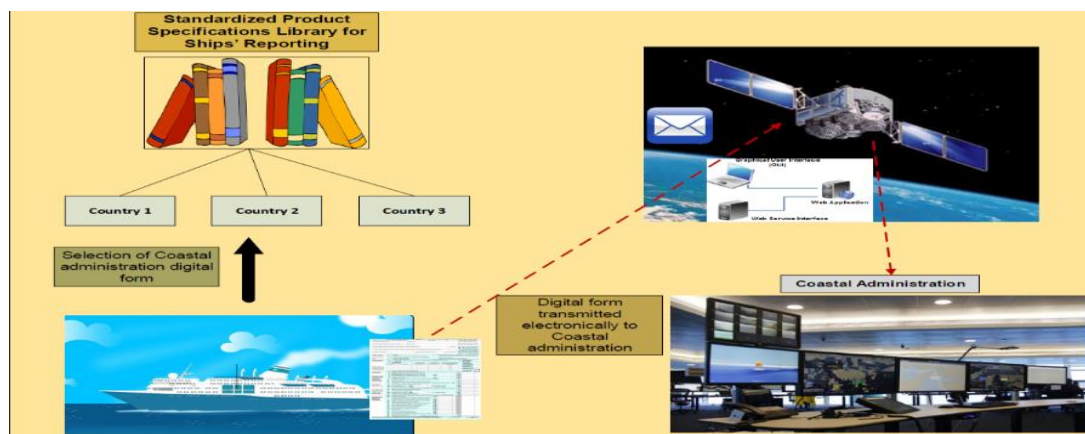 Standardized Product
Specifications Library for
Ships' Reporting
Country 1
Country 2
Country 3
Selection of Coastal
administration digital
form
Graphical User Interface
(GUI)
Web Application
Web Service Interface
Coastal Administration
Digital form
transmitted
electronically to
Coastal
administration